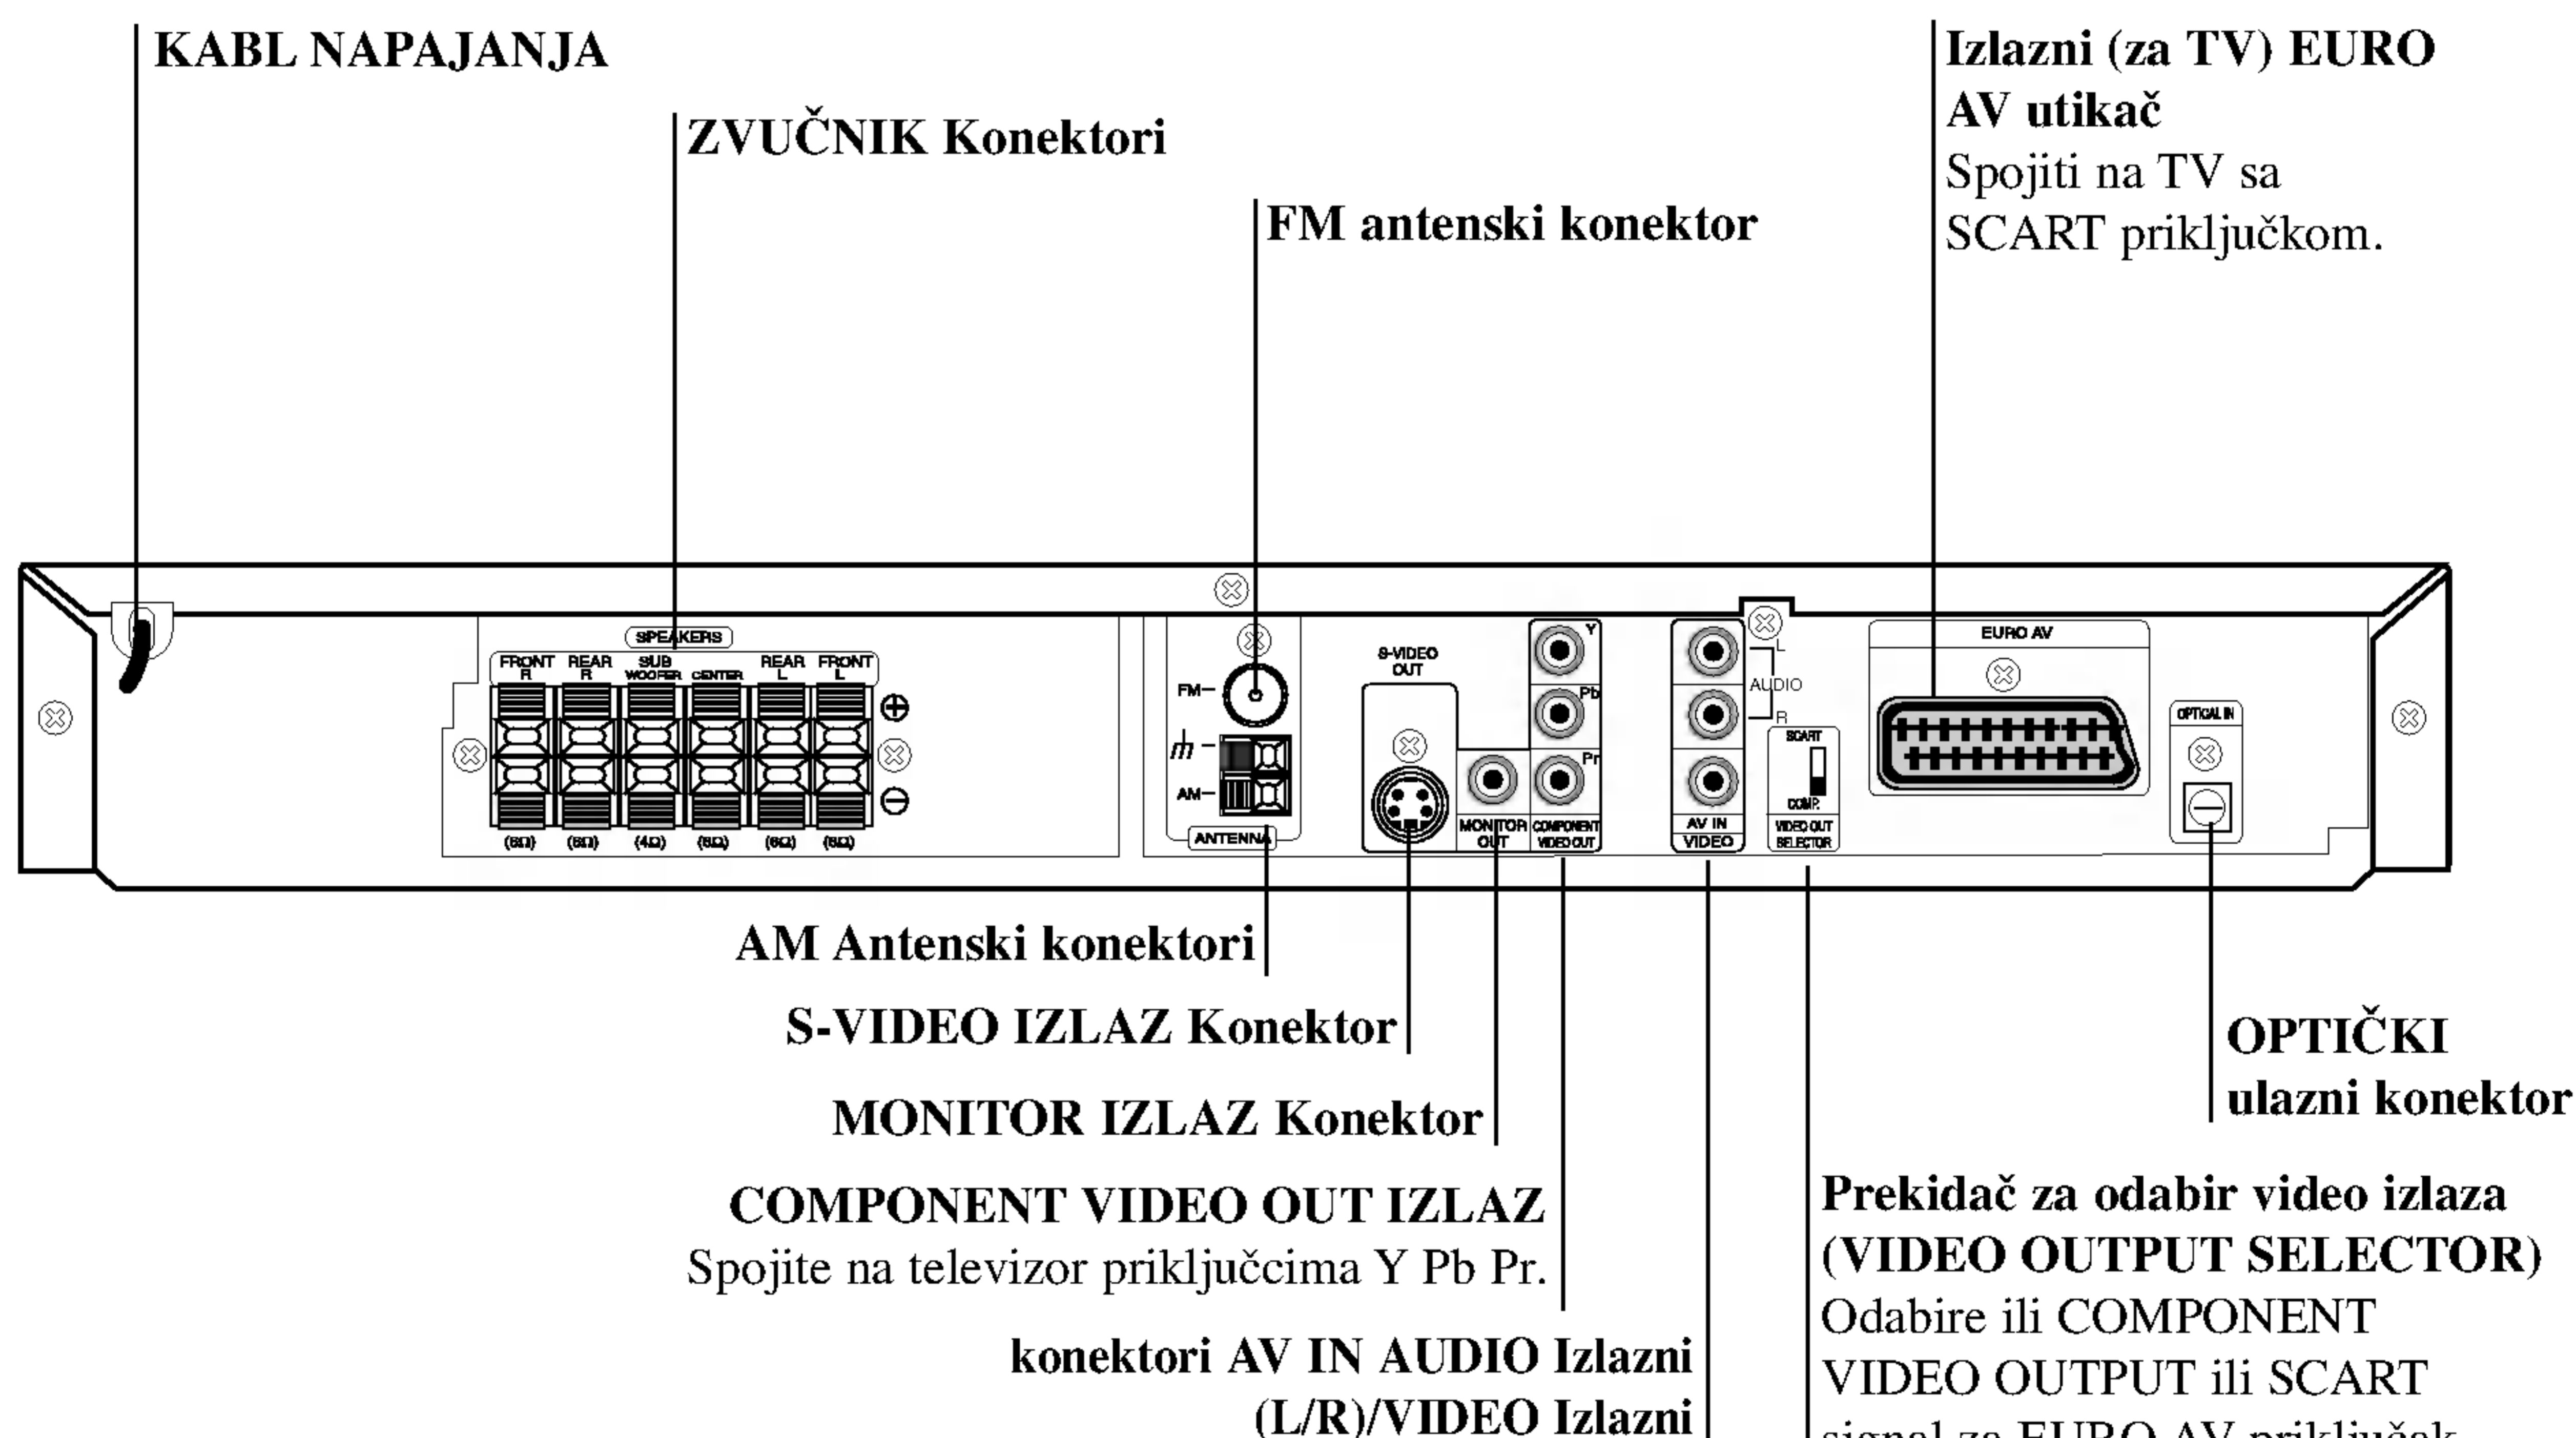 KABL NAPAJANJA
ZVUČNIK Konektori
FM antenski konektor
Izlazni (za TV) EURO
AV utikač
Spojiti na TV sa
SCART priključkom.
SPEAKERS
FRONT R
REAR R
SUB WOOFER
CENTER
REAR L
FRONT L
(4Ω)
FM
AM
ANTENNA
S-VIDEO
OUT
MONITOR
OUT
Y
Pb
Pr
COMPONENT
VIDEO OUT
L
AUDIO
R
AV IN
VIDEO
SCART
COMP.
VIDEO OUT
SELECTOR
EURO AV
OPTICAL IN
AM Antenski konektori
S-VIDEO IZLAZ Konektor
MONITOR IZLAZ Konektor
COMPONENT VIDEO OUT IZLAZ
Spojite na televizor priključcima Y Pb Pr.
konektori AV IN AUDIO Izlazni
(L/R)/VIDEO Izlazni
OPTIČKI
ulazni konektor
Prekidač za odabir video izlaza
(VIDEO OUTPUT SELECTOR)
Odabire ili COMPONENT
VIDEO OUTPUT ili SCART
signal za EURO AV priključak